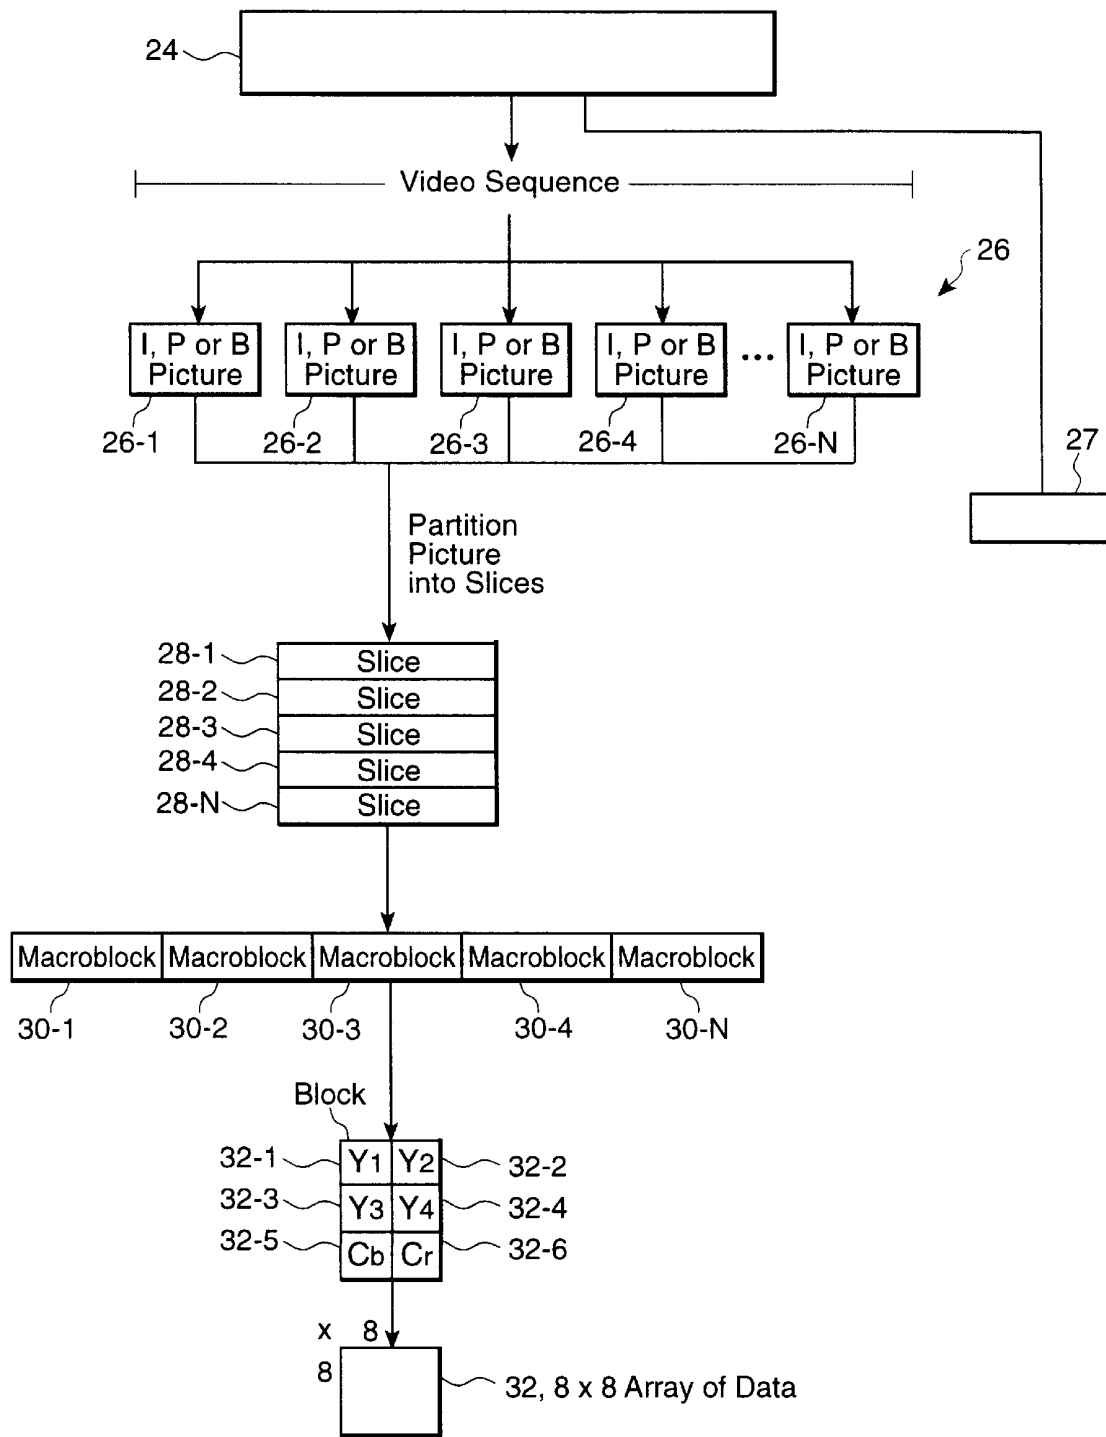 24
Video Sequence
26
I, P or B
Picture
I, P or B
Picture
I, P or B
Picture
I, P or B
Picture
...
I, P or B
Picture
26-1
26-2
26-3
26-4
26-N
27
Partition
Picture
into Slices
28-1
Slice
28-2
Slice
28-3
Slice
28-4
Slice
28-N
Slice
Macroblock
Macroblock
Macroblock
Macroblock
Macroblock
30-1
30-2
30-3
30-4
30-N
Block
32-1
Y1
Y2
32-2
32-3
Y3
Y4
32-4
32-5
Cb
Cr
32-6
x
8
8
32, 8 x 8 Array of Data